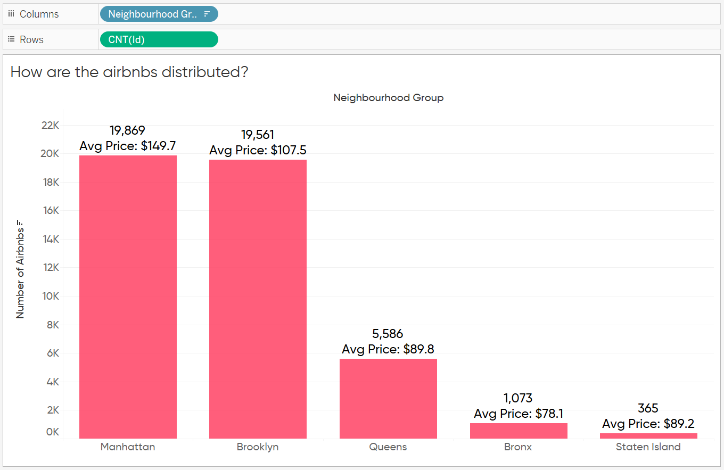 Columns
Neighbourhood Gr..
Rows
CNT(Id)
How are the airbnbs distributed?
Neighbourhood Group
Number of Airbnbs
22K
20K
18K
16K
14K
12K
10K
8K
6K
4K
2K
0K
19,869
Avg Price: $149.7
19,561
Avg Price: $107.5
5,586
Avg Price: $89.8
1,073
Avg Price: $78.1
365
Avg Price: $89.2
Manhattan
Brooklyn
Queens
Bronx
Staten Island